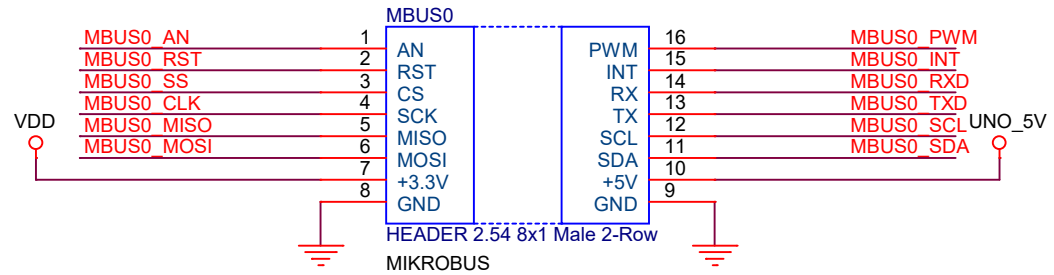 MBUS0
MBUS0_AN 1 AN PWM 16 MBUS0_PWM
MBUS0_RST 2 RST INT 15 MBUS0_INT
MBUS0_SS 3 CS RX 14 MBUS0_RXD
MBUS0_CLK 4 SCK TX 13 MBUS0_TXD
VDD MBUS0_MISO 5 MISO SCL 12 MBUS0_SCL UNO_5V
MBUS0_MOSI 6 MOSI SDA 11 MBUS0_SDA
7 +3.3V +5V 10
8 GND GND 9
HEADER 2.54 8x1 Male 2-Row
MIKROBUS